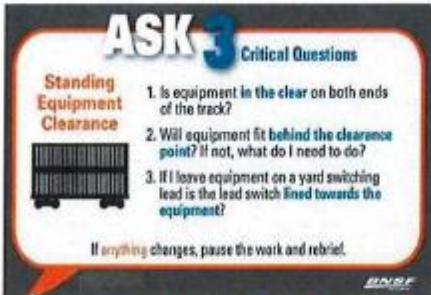 ASK 3 Critical Questions
Standing
Equipment
Clearance
1. Is equipment in the clear on both ends
of the track?
2. Will equipment fit behind the clearance
point? If not, what do I need to do?
3. If I leave equipment on a yard switching
lead is the lead switch lined towards the
equipment?
If anything changes, pause the work and rebrief.
BNSF